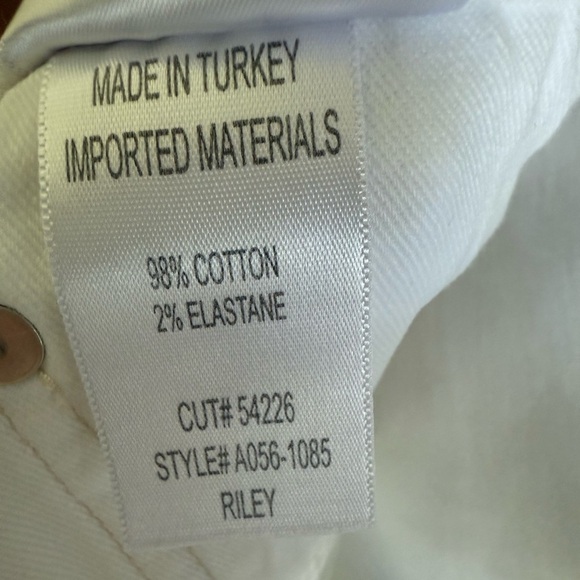 MADE IN TURKEY
IMPORTED MATERIALS
98% COTTON
2% ELASTANE
CUT# 54226
STYLE# A056-1085
RILEY